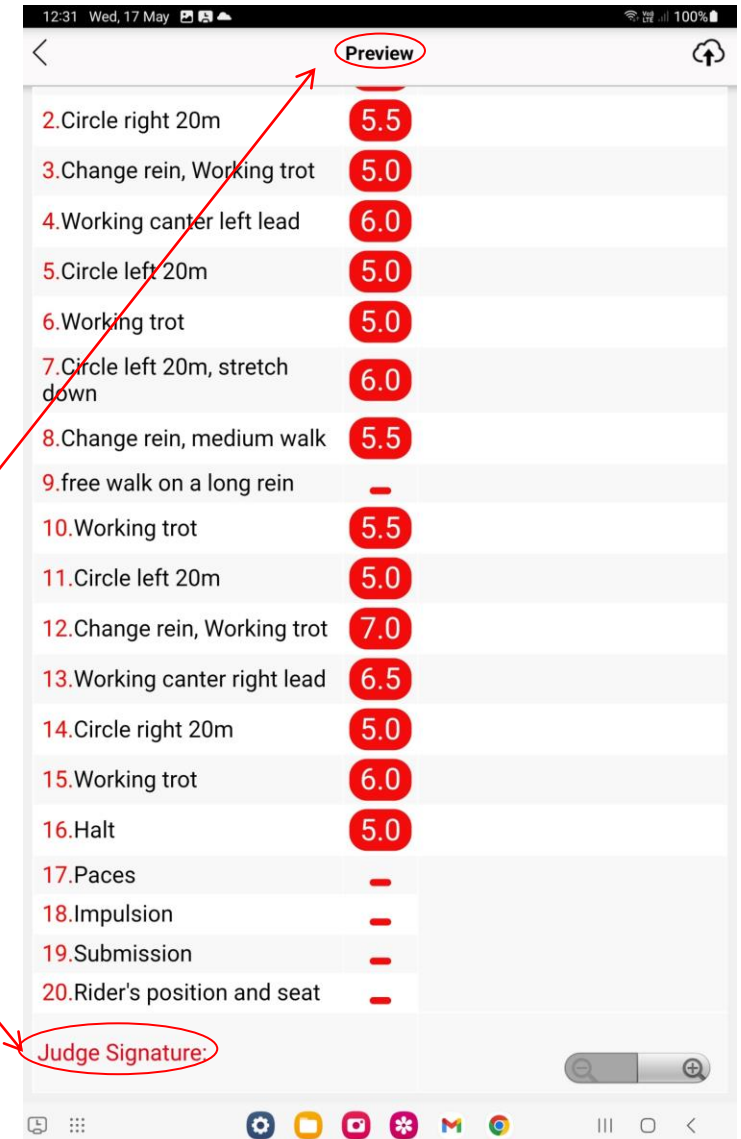 12:31 Wed, 17 May 100%
Preview
2.Circle right 20m 5.5
3.Change rein, Working trot 5.0
4.Working canter left lead 6.0
5.Circle left 20m 5.0
6.Working trot 5.0
7.Circle left 20m, stretch
down 6.0
8.Change rein, medium walk 5.5
9.free walk on a long rein -
10.Working trot 5.5
11.Circle left 20m 5.0
12.Change rein, Working trot 7.0
13.Working canter right lead 6.5
14.Circle right 20m 5.0
15.Working trot 6.0
16.Halt 5.0
17.Paces -
18.Impulsion -
19.Submission -
20.Rider's position and seat -
Judge Signature: